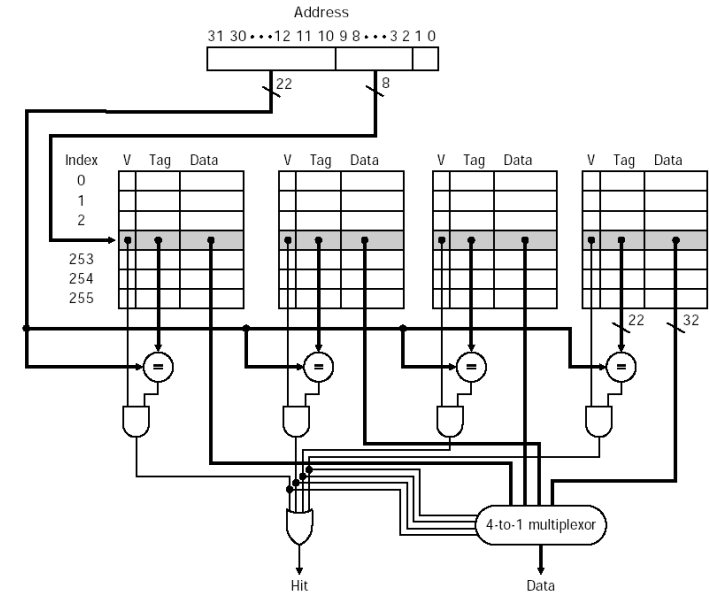 Address
31 30 ••• 12 11 10 9 8 ••• 3 2 1 0
22
8
Index V Tag Data V Tag Data V Tag Data V Tag Data
0
1
2
253
254
255
22
32
= = = =
4-to-1 multiplexor
Hit
Data